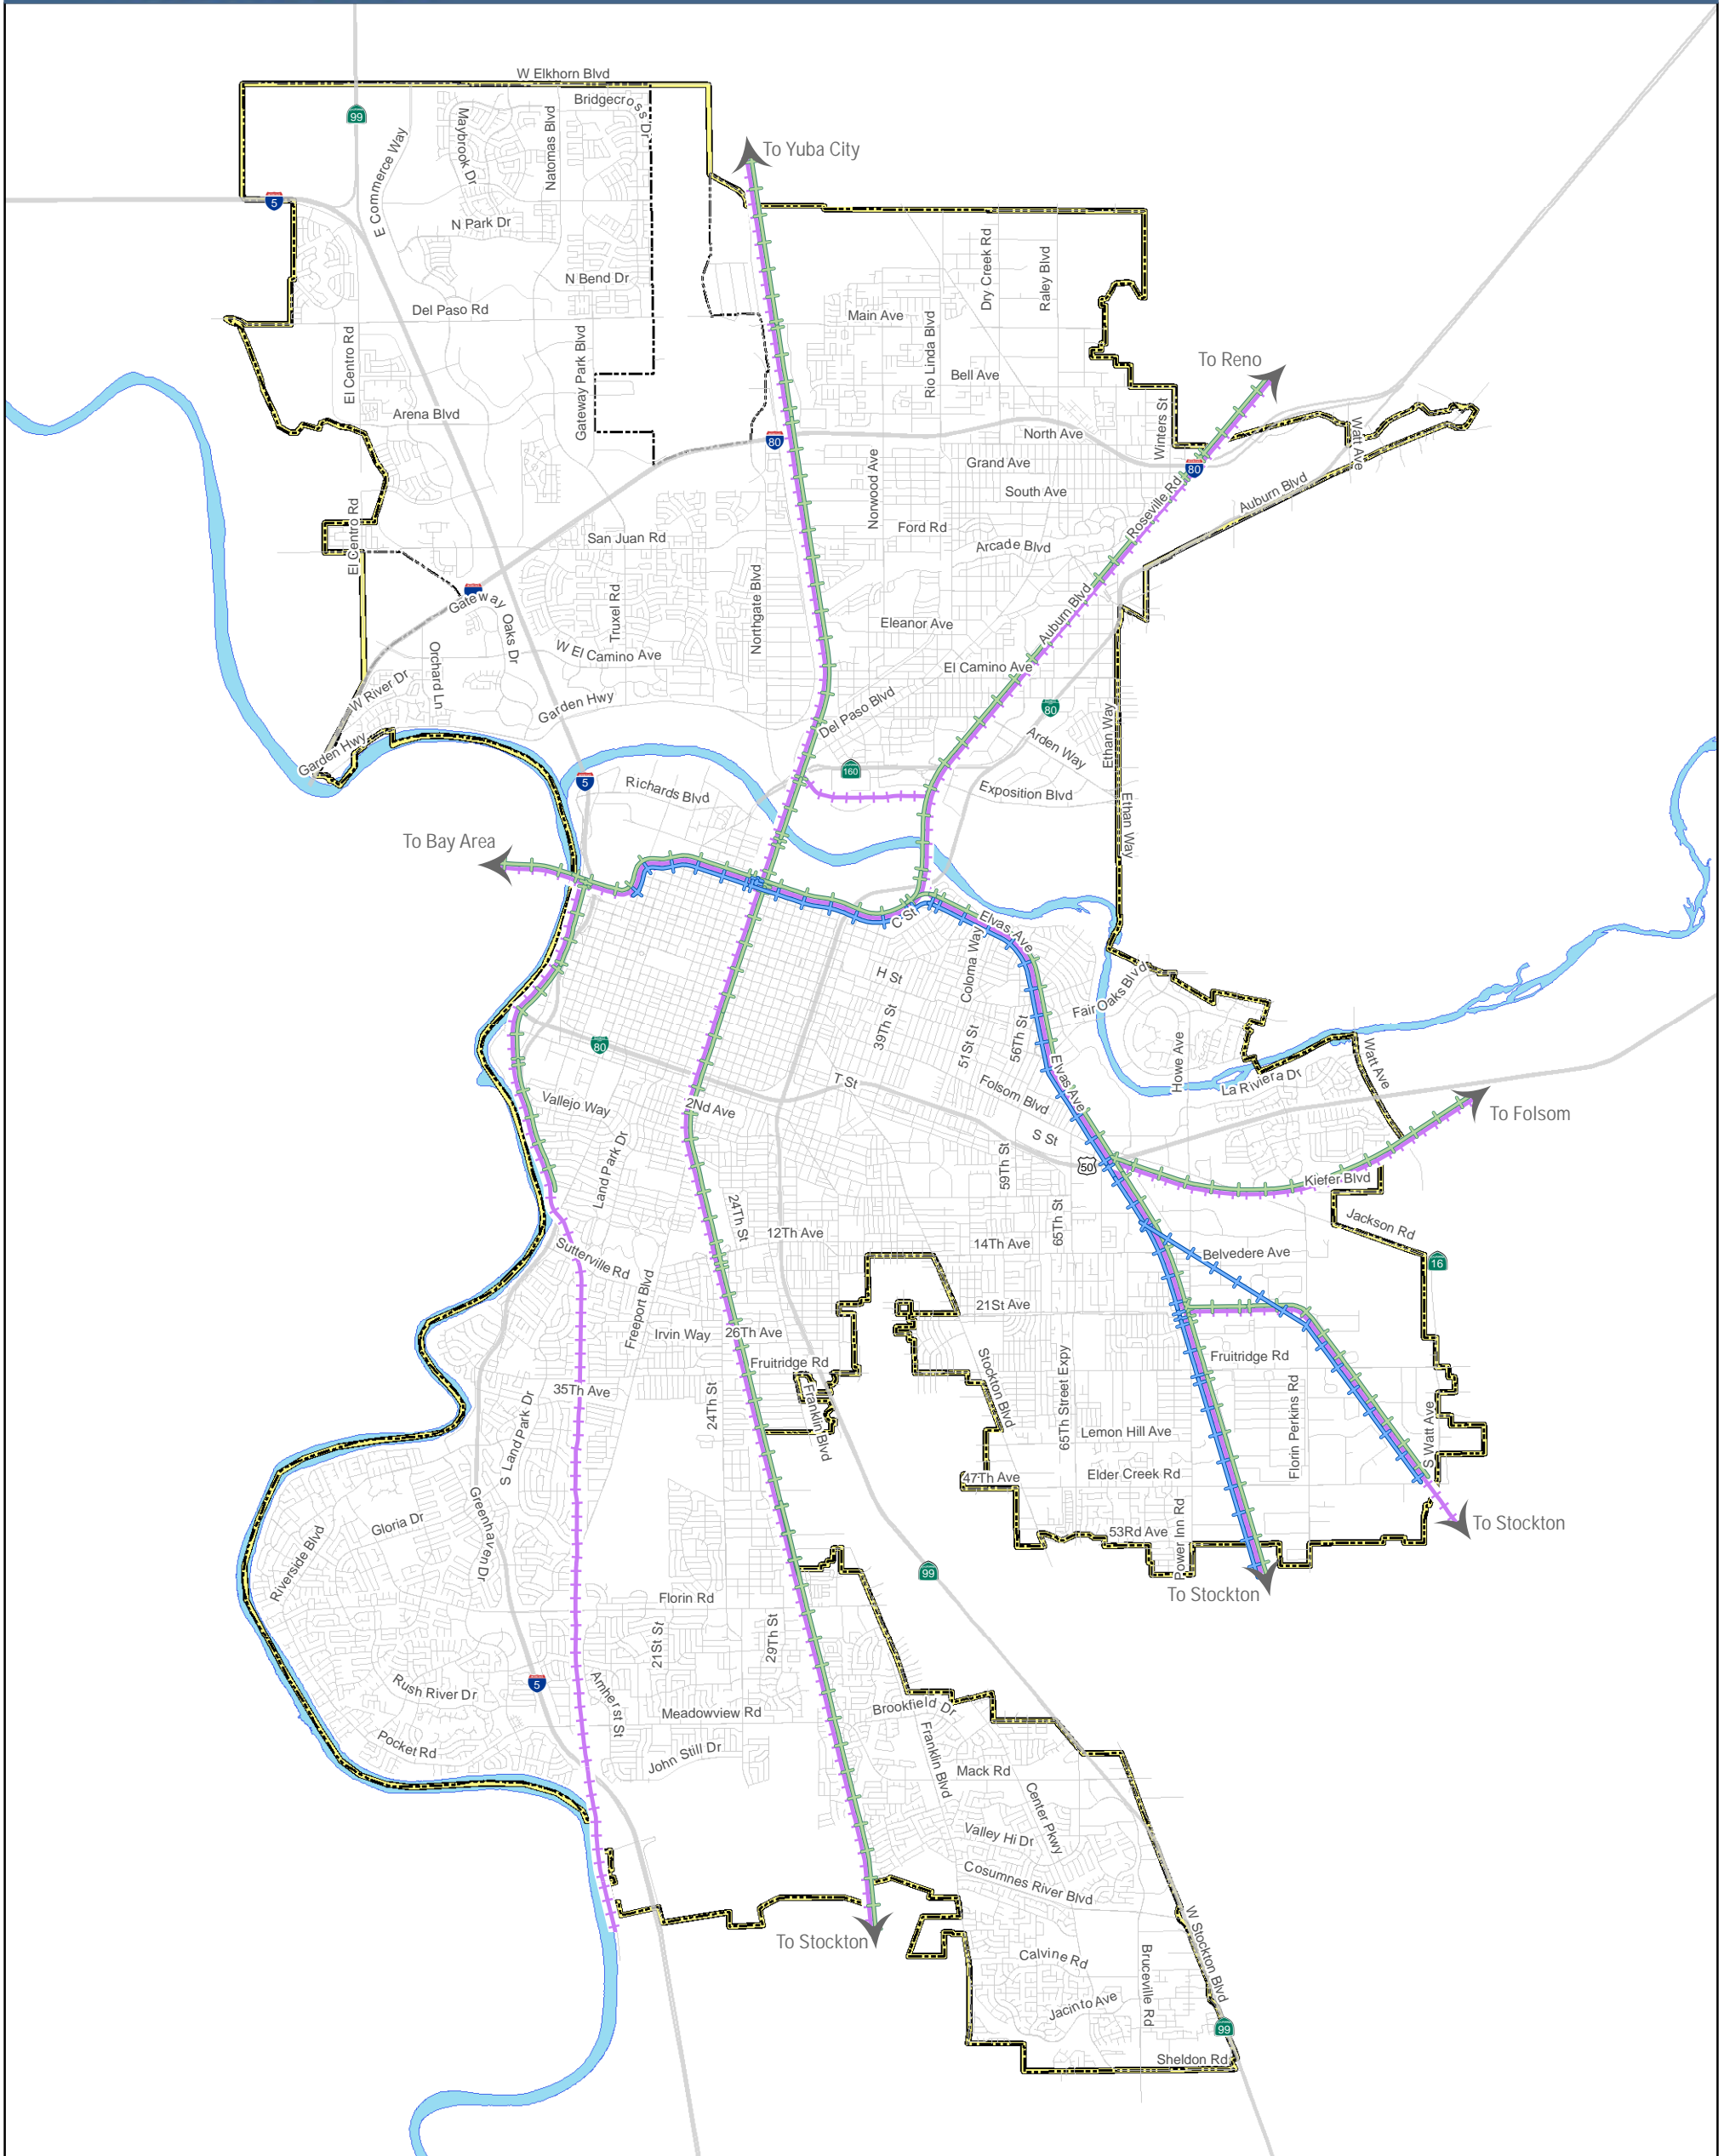 W Elkhorn Blvd
Bridgecross Dr
99
Maybrook Dr
Natomas Blvd
E Commerce Way
To Yuba City
5
N Park Dr
Dry Creek Rd
Raley Blvd
N Bend Dr
Del Paso Rd
Main Ave
El Centro Rd
Gateway Park Blvd
Rio Linda Blvd
To Reno
Bell Ave
Arena Blvd
Winters St
North Ave
80
Watt Ave
Grand Ave
80
Norwood Ave
South Ave
Auburn Blvd
Roseville Rd
El Centro Rd
San Juan Rd
Ford Rd
Arcade Blvd
Northgate Blvd
Gateway Oaks Dr
Truxel Rd
Auburn Blvd
Eleanor Ave
W El Camino Ave
El Camino Ave
Orchard Ln
W River Dr
Garden Hwy
Del Paso Blvd
80
Ethan Way
Arden Way
Garden Hwy
160
5
Richards Blvd
Exposition Blvd
Ethan Way
To Bay Area
C St
Elvas Ave
H St
Coloma Way
Fair Oaks Blvd
39Th St
51St St
56Th St
80
Howe Ave
Watt Ave
Elvas Ave
La Riviera Dr
T St
Folsom Blvd
Vallejo Way
2Nd Ave
To Folsom
S St
50
59Th St
Land Park Dr
Kiefer Blvd
24Th St
65Th St
Jackson Rd
12Th Ave
14Th Ave
Belvedere Ave
Sutterville Rd
16
21St Ave
Freeport Blvd
Irvin Way
26Th Ave
Fruitridge Rd
Fruitridge Rd
Stockton Blvd
65Th Street Expy
35Th Ave
24Th St
Franklin Blvd
Florin Perkins Rd
S Land Park Dr
Lemon Hill Ave
S Watt Ave
47Th Ave
Elder Creek Rd
Greenhaven Dr
Gloria Dr
Power Inn Rd
53Rd Ave
To Stockton
Riverside Blvd
99
To Stockton
Florin Rd
21St St
29Th St
5
Rush River Dr
Amherst St
Brookfield Dr
Meadowview Rd
Pocket Rd
John Still Dr
Franklin Blvd
Mack Rd
Center Pkwy
Valley Hi Dr
Cosumnes River Blvd
W Stockton Blvd
To Stockton
Calvine Rd
Bruceville Rd
Jacinto Ave
99
Sheldon Rd